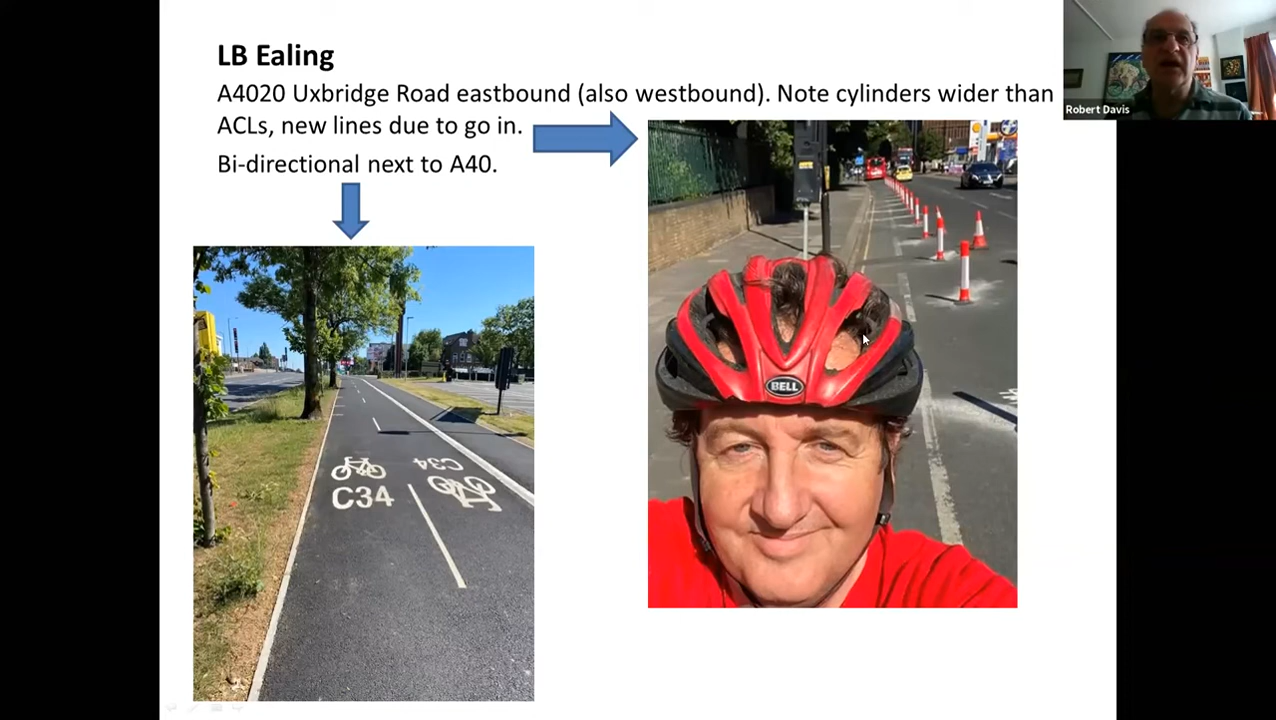 LB Ealing
A4020 Uxbridge Road eastbound (also westbound). Note cylinders wider than
ACLs, new lines due to go in.
Bi-directional next to A40.
Robert Davis
C34
C34
BELL